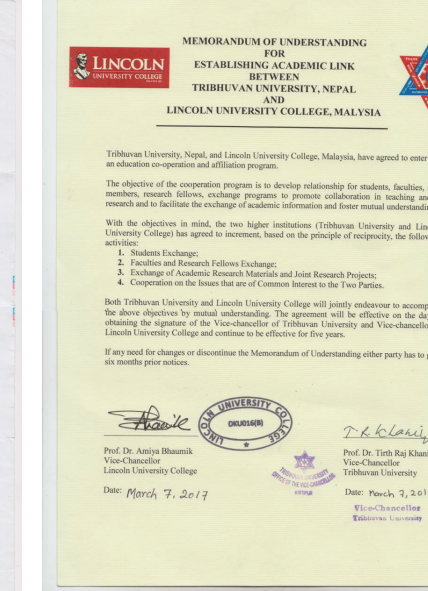 LINCOLN
UNIVERSITY COLLEGE
MEMORANDUM OF UNDERSTANDING
FOR
ESTABLISHING ACADEMIC LINK
BETWEEN
TRIBHUVAN UNIVERSITY, NEPAL
AND
LINCOLN UNIVERSITY COLLEGE, MALYSIA
Tribhuvan University, Nepal, and Lincoln University College, Malaysia, have agreed to enter
an education co-operation and affiliation program.
The objective of the cooperation program is to develop relationship for students, faculties,
members, research fellows, exchange programs to promote collaboration in teaching an
research and to facilitate the exchange of academic information and foster mutual understandi
With the objectives in mind, the two higher institutions (Tribhuvan University and Lin
University College) has agreed to increment, based on the principle of reciprocity, the follow
activities:
1. Students Exchange;
2. Faculties and Research Fellows Exchange;
3. Exchange of Academic Research Materials and Joint Research Projects;
4. Cooperation on the Issues that are of Common Interest to the Two Parties.
Both Tribhuvan University and Lincoln University College will jointly endeavour to accomp
the above objectives by mutual understanding. The agreement will be effective on the da
obtaining the signature of the Vice-chancellor of Tribhuvan University and Vice-chancello
Lincoln University College and continue to be effective for five years.
If any need for changes or discontinue the Memorandum of Understanding either party has to
six months prior notices.
LINCOLN UNIVERSITY COLLEGE
DKU016(B)
Prof. Dr. Amiya Bhaumik
Vice-Chancellor
Lincoln University College
Date: March 7, 2017
TRIBHUVAN UNIVERSITY
OFFICE OF THE VICE-CHANCELLOR
Prof. Dr. Tirth Raj Khani
Vice-Chancellor
Tribhuvan University
Date: March 7, 201
Vice-Chancellor
Tribhuvan University